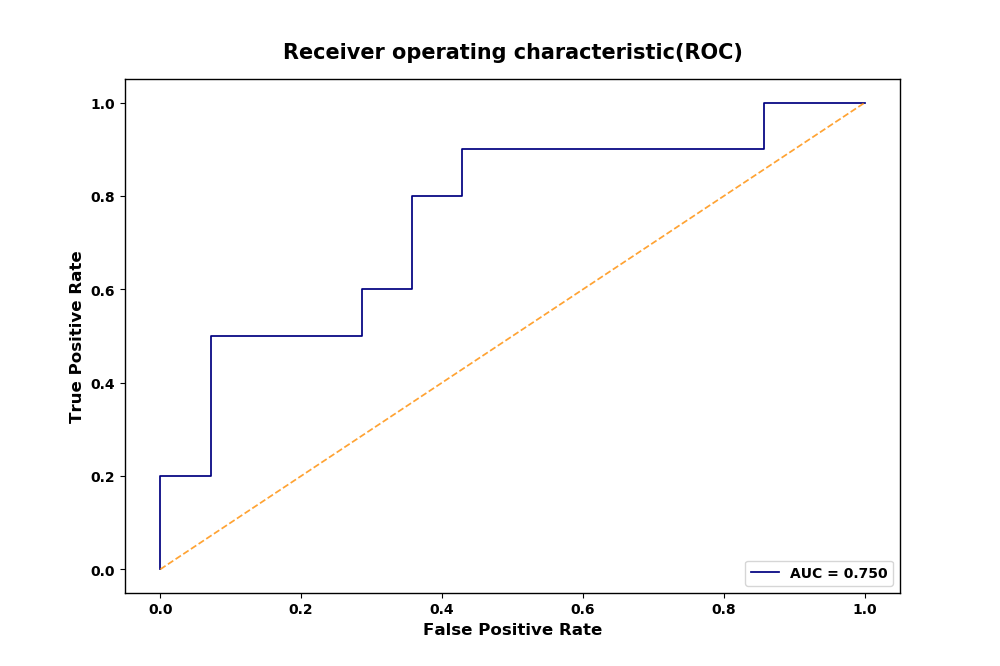 Receiver operating characteristic(ROC)
True Positive Rate
1.0
0.8
0.6
0.4
0.2
0.0
AUC = 0.750
0.0 0.2 0.4 0.6 0.8 1.0
False Positive Rate